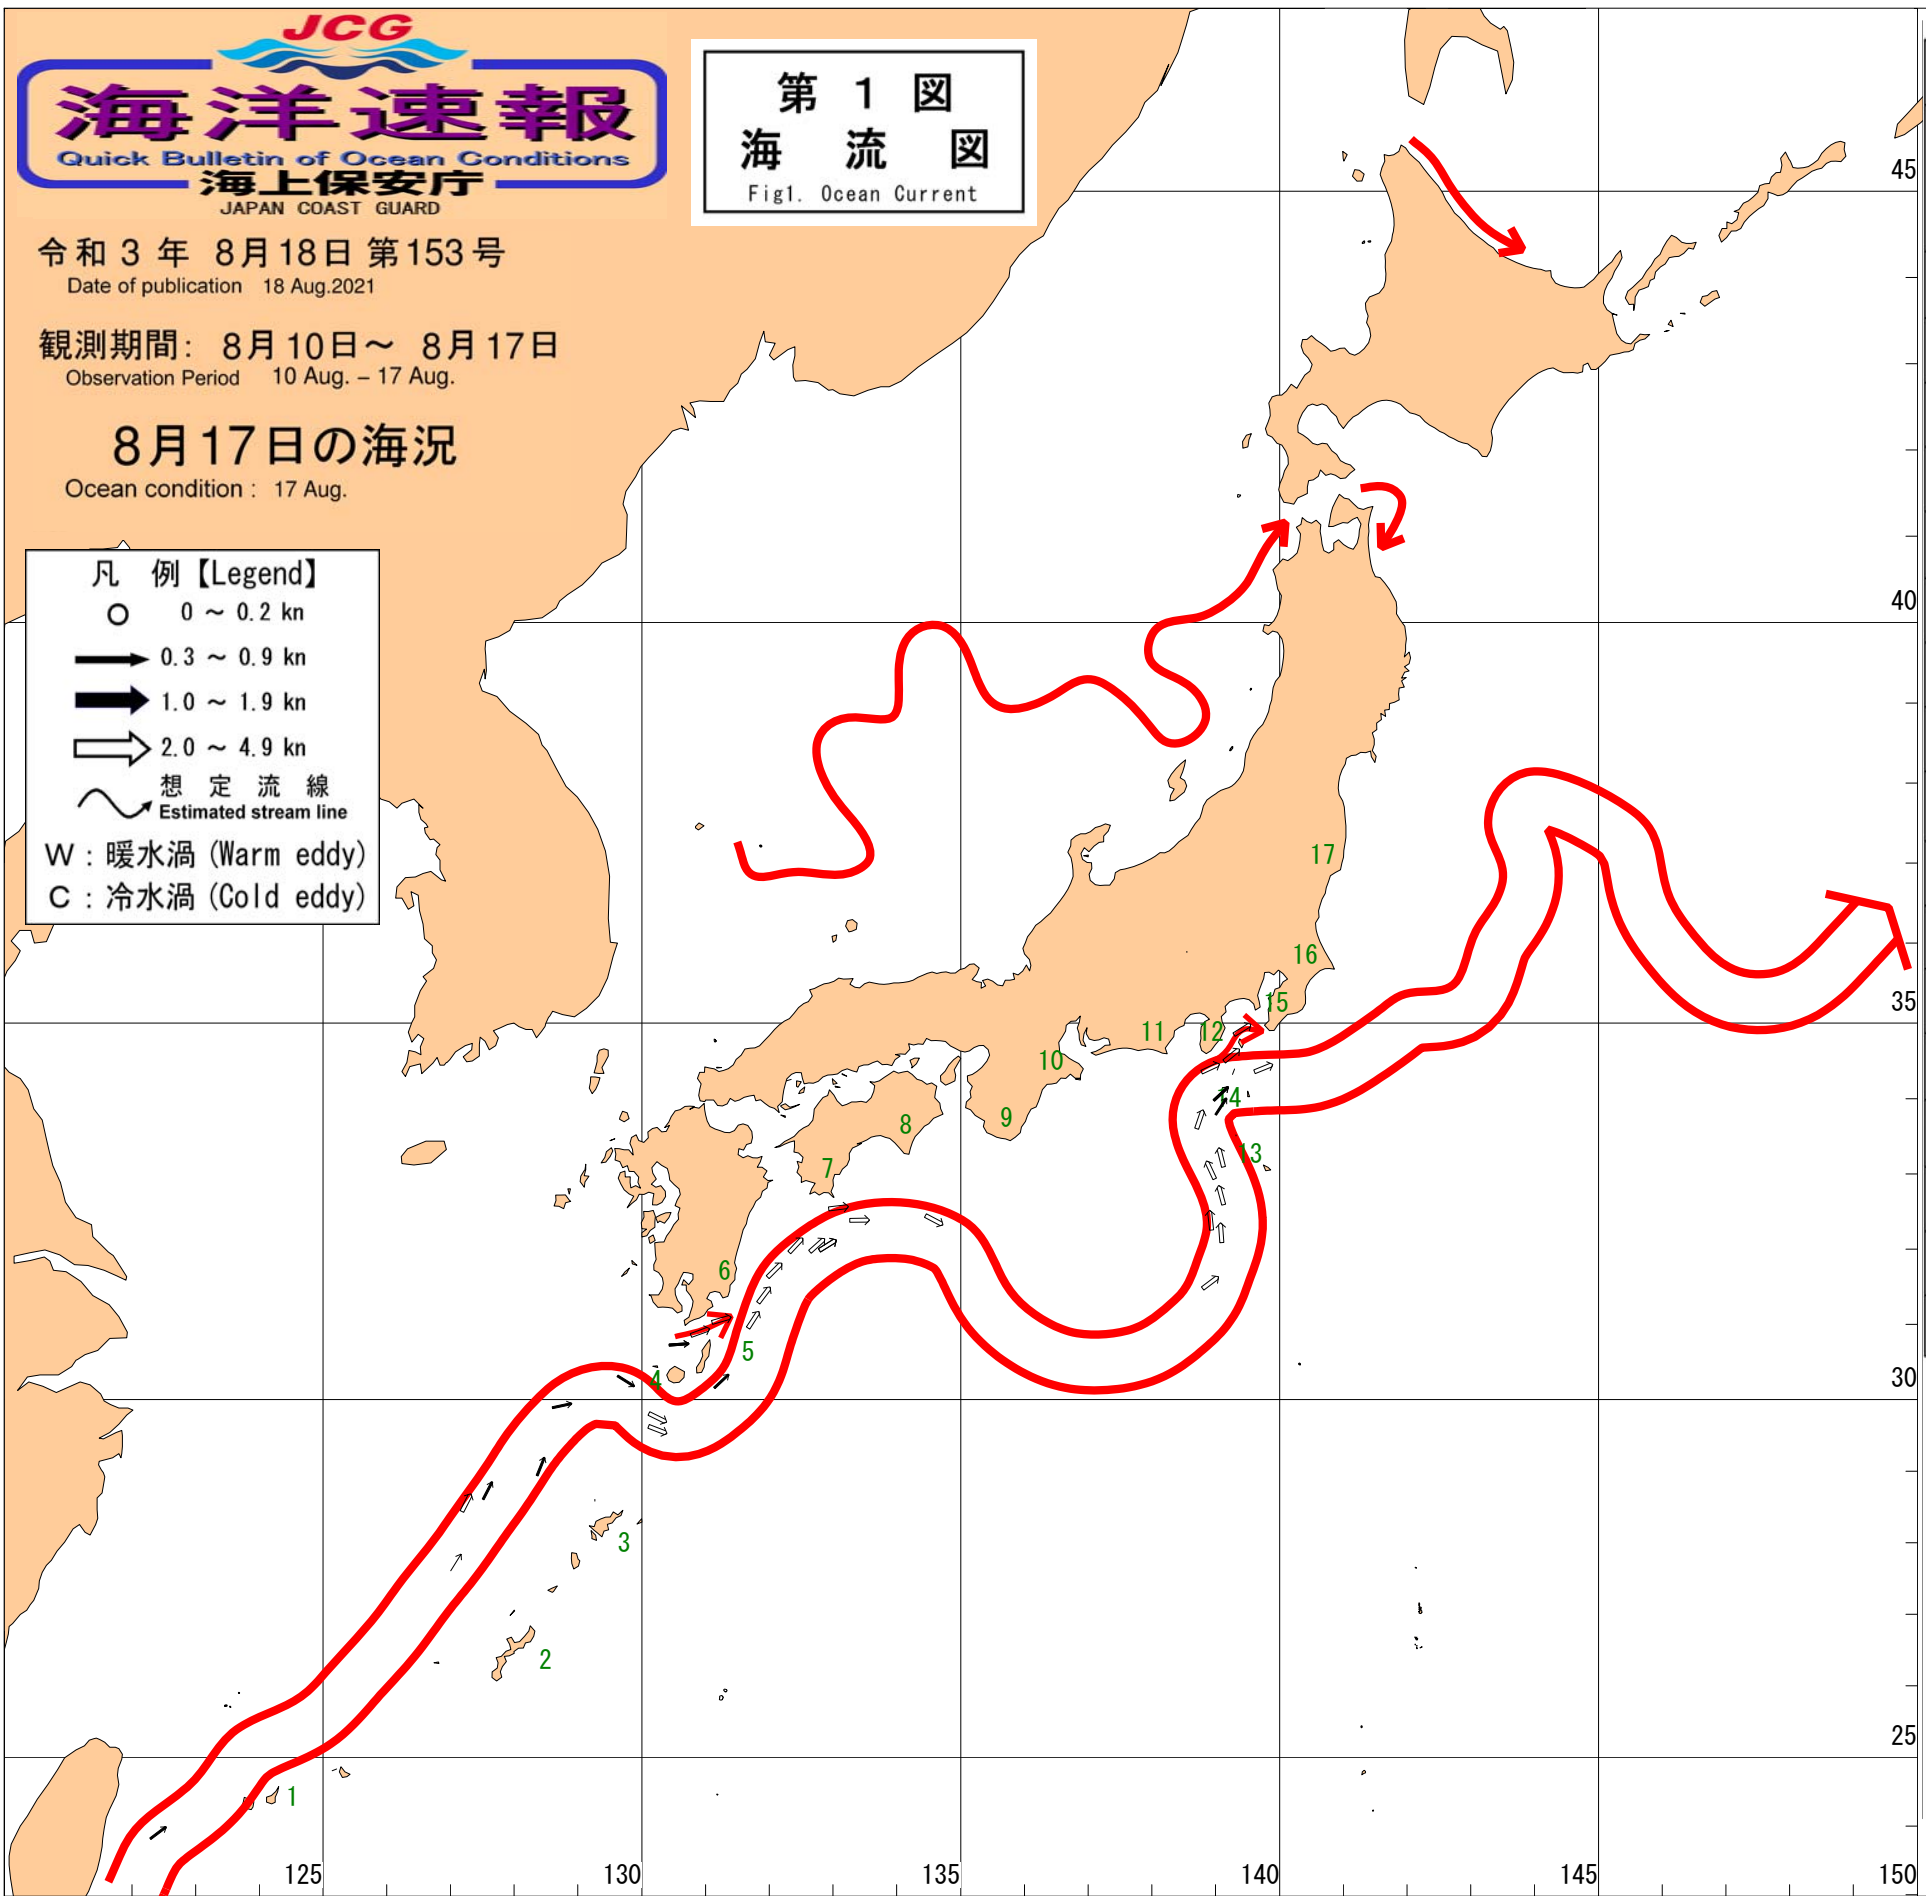 JCG
海洋速報
Quick Bulletin of Ocean Conditions
海上保安庁
JAPAN COAST GUARD
令和 3 年 8月18日 第153号
Date of publication 18 Aug.2021
観測期間: 8月10日～ 8月17日
Observation Period 10 Aug. – 17 Aug.
8月17日の海況
Ocean condition : 17 Aug.
第 1 図
海 流 図
Fig1. Ocean Current
凡 例【Legend】
0 ～ 0.2 kn
0.3 ～ 0.9 kn
1.0 ～ 1.9 kn
2.0 ～ 4.9 kn
想 定 流 線
Estimated stream line
W : 暖水渦 (Warm eddy)
C : 冷水渦 (Cold eddy)
45
40
17
16
35
15
12
11
10
14
9
8
13
7
6
5
4
30
3
2
25
1
125
130
135
140
145
150